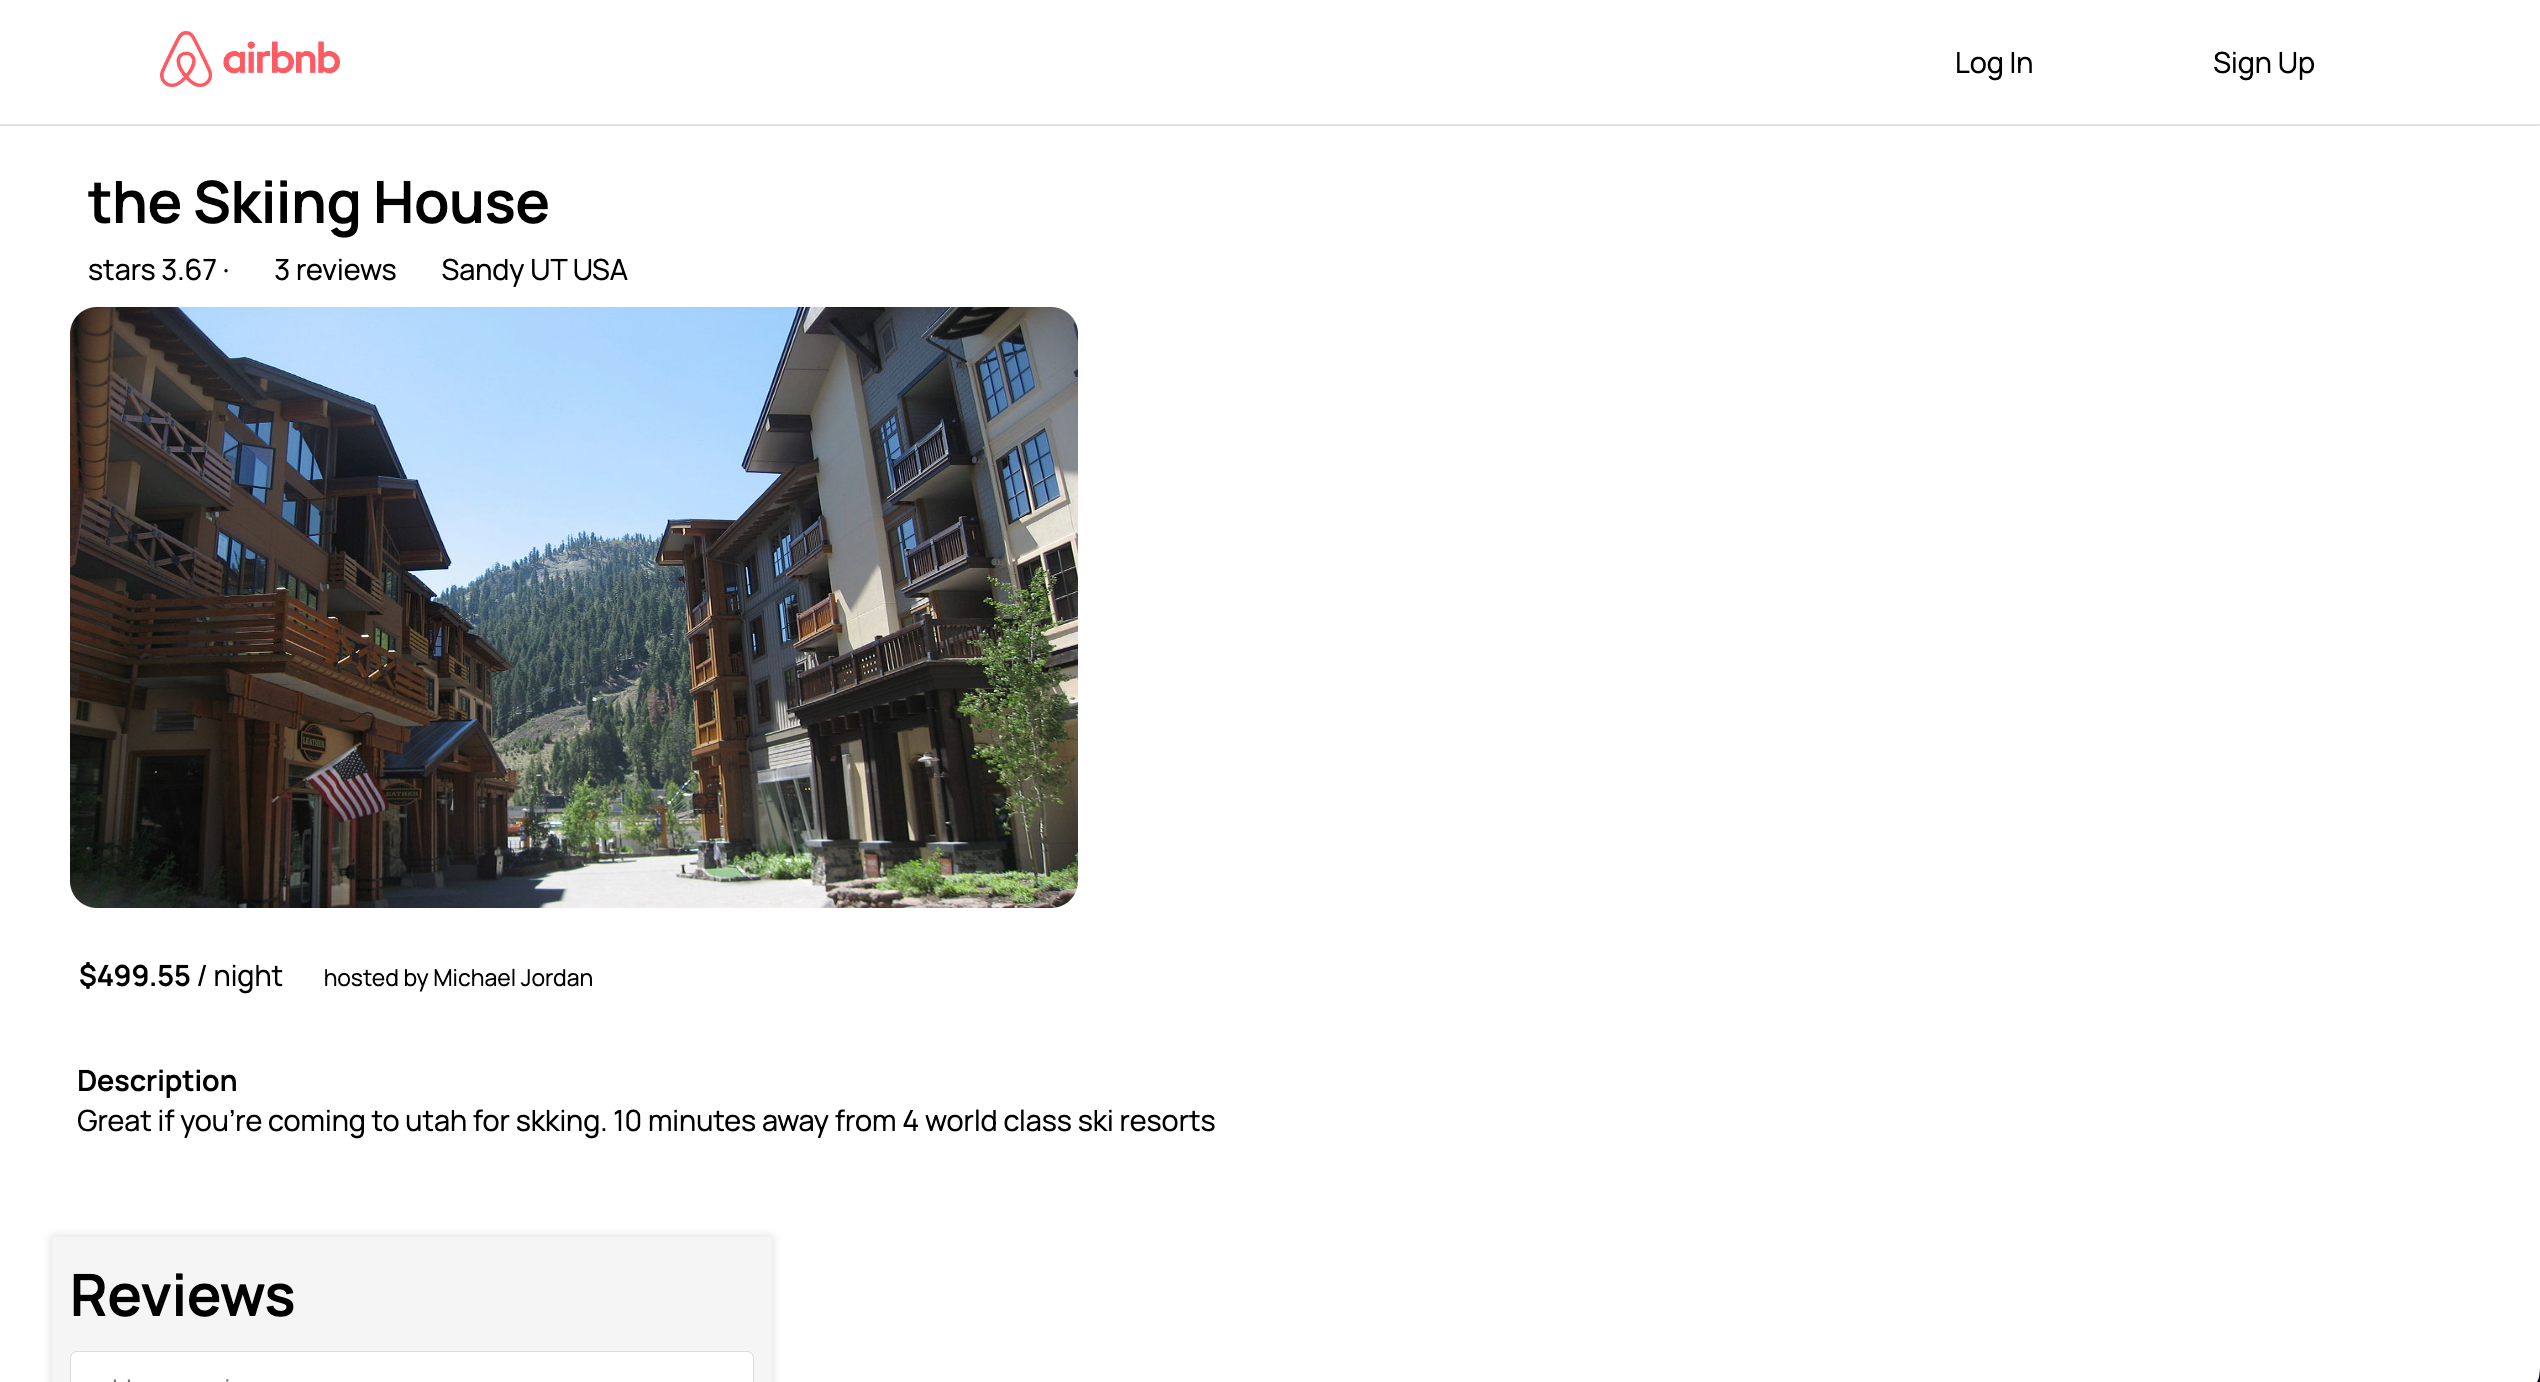 airbnb
Log In
Sign Up
the Skiing House
stars 3.67 ·
3 reviews
Sandy UT USA
LEATHER
LEATHER
$499.55 / night
hosted by Michael Jordan
Description
Great if you're coming to utah for skking. 10 minutes away from 4 world class ski resorts
Reviews